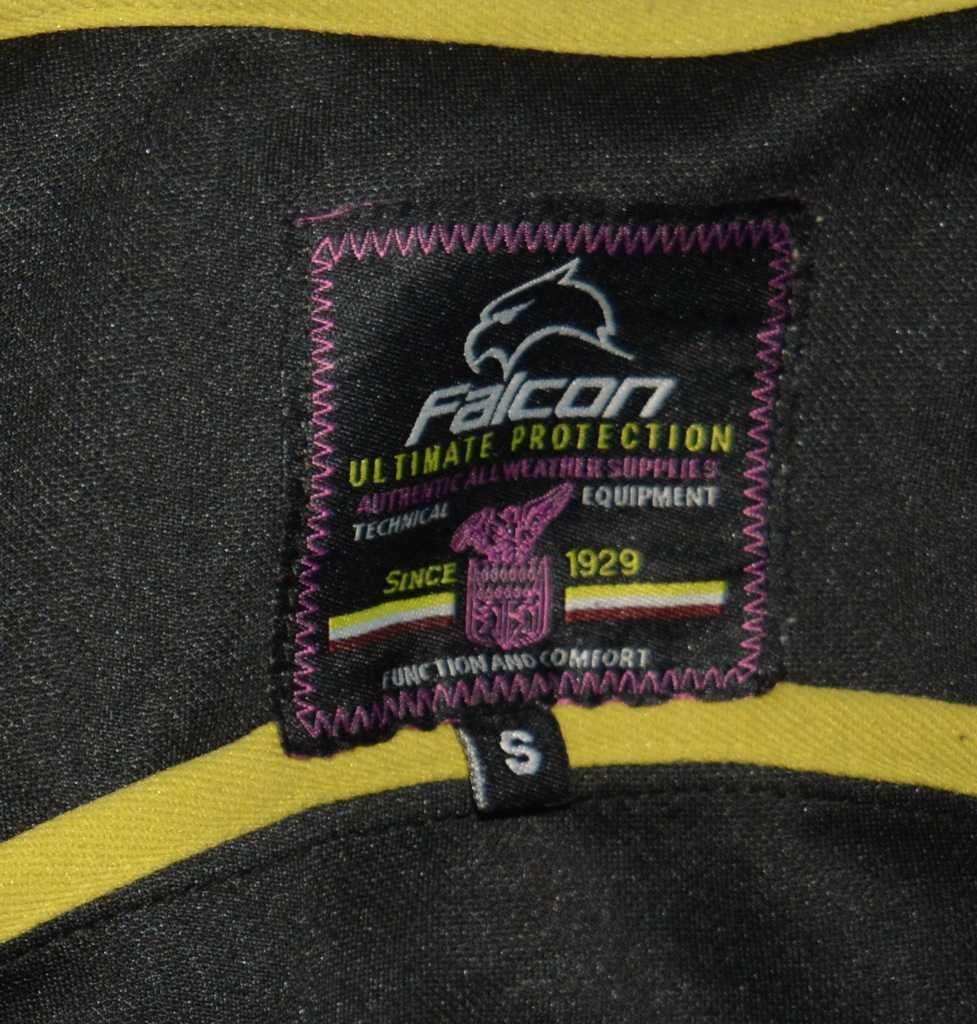 Falcon
ULTIMATE PROTECTION
AUTHENTIC ALL WEATHER SUPPLIES
TECHNICAL EQUIPMENT
SINCE 1929
FUNCTION AND COMFORT
S